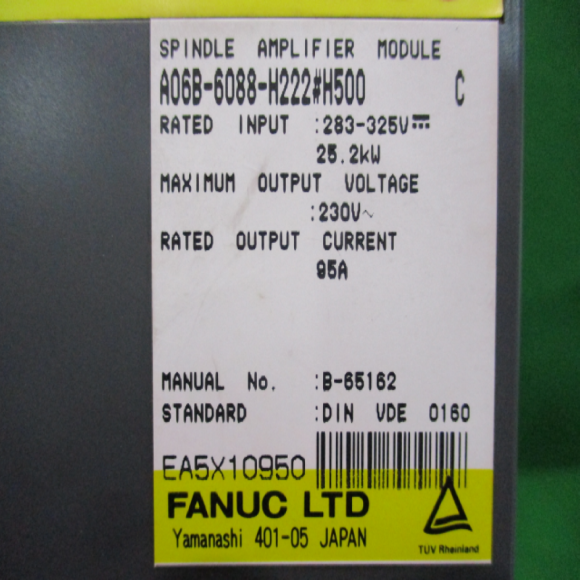 SPINDLE AMPLIFIER MODULE
A06B-6088-H222#H500 C
RATED INPUT :283-325V⎓
25.2kW
MAXIMUM OUTPUT VOLTAGE
:230V~
RATED OUTPUT CURRENT
95A
MANUAL No. :B-65162
STANDARD :DIN VDE 0160
EA5X10950
FANUC LTD
Yamanashi 401-05 JAPAN
TUV Rheinland